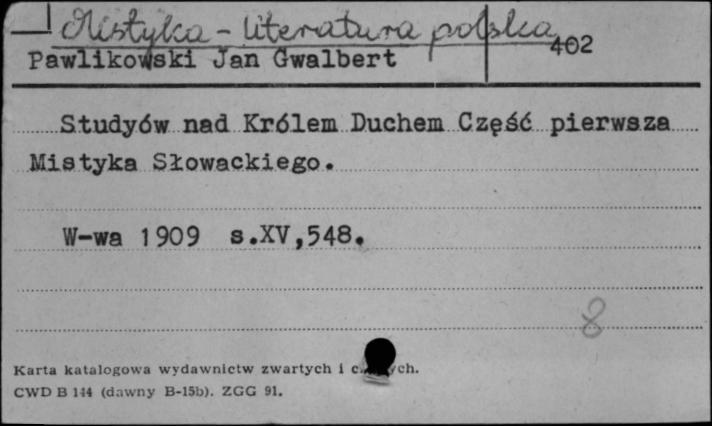 Mistyka - literatura polska
402
Pawlikowski Jan Gwalbert
Studyów nad Królem Duchem Część pierwsza
Mistyka Słowackiego.
W-wa 1909 s.XV,548.
8
Karta katalogowa wydawnictw zwartych i
CWD B 144 (dawny B-15b). ZGG 91.